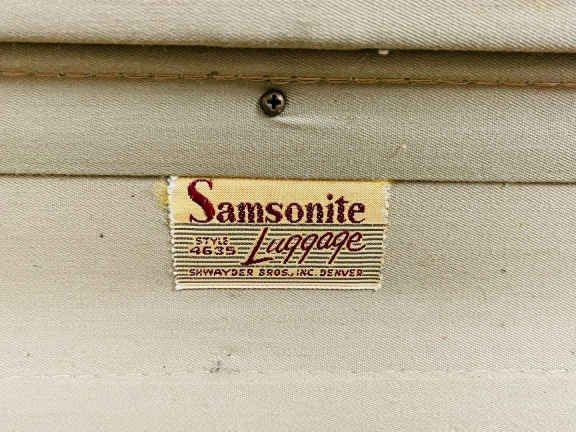 Samsonite
STYLE
4635
Luggage
SHWAYDER BROS., INC. DENVER